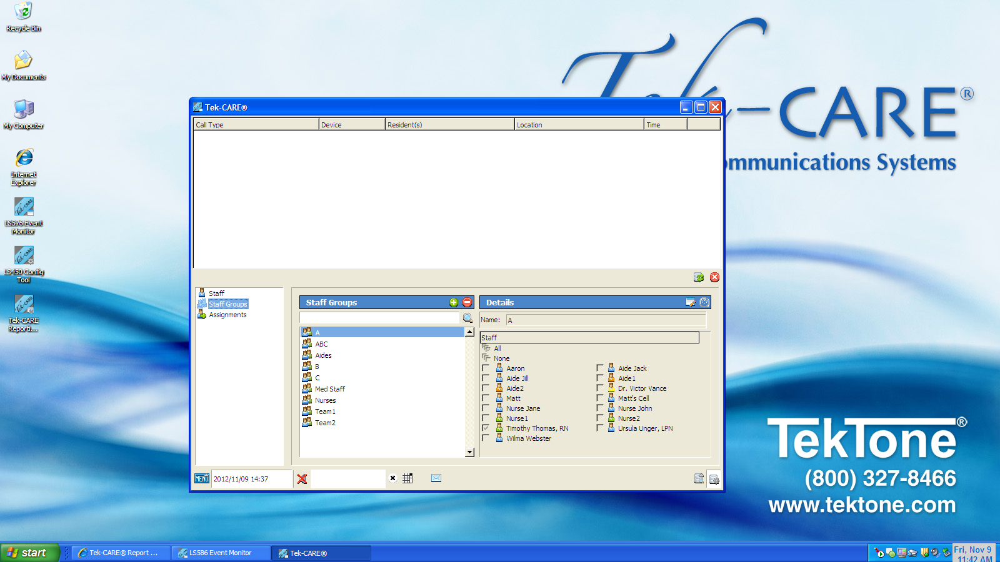 Recycle Bin
My Documents
My Computer
Internet
Explorer
LS576 Event
Monitor
LS450 Config
Tool
Tek-CARE
Reporti...
Tek-CARE®
Communications Systems
Tek-CARE®
Call Type Device Resident(s) Location Time
Staff
Staff Groups
Assignments
Staff Groups
A
ABC
Aides
B
C
Med Staff
Nurses
Team1
Team2
Details
Name: A
Staff
All
None
Aaron Aide Jack
Aide Jill Aide1
Aide2 Dr. Victor Vance
Matt Matt's Cell
Nurse Jane Nurse John
Nurse1 Nurse2
Timothy Thomas, RN Ursula Unger, LPN
Wilma Webster
MENU 2012/11/09 14:37
TekTone®
(800) 327-8466
www.tektone.com
start
Tek-CARE® Report ...
LS586 Event Monitor
Tek-CARE®
Fri, Nov 9
11:42 AM